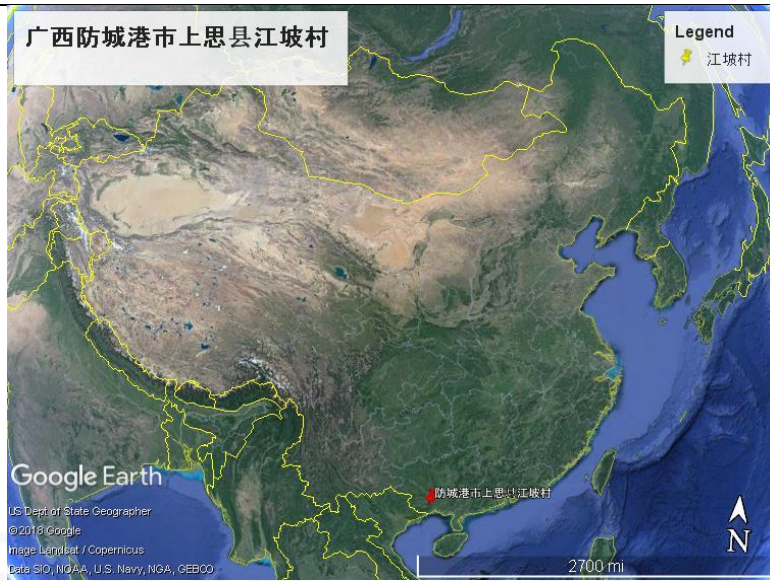 广西防城港市上思县江坡村
Legend
江坡村
防城港市上思县江坡村
Google Earth
US Dept of State Geographer
©2018 Google
Image Landsat / Copernicus
Data SIO, NOAA, U.S. Navy, NGA, GEBCO
N
2700 mi